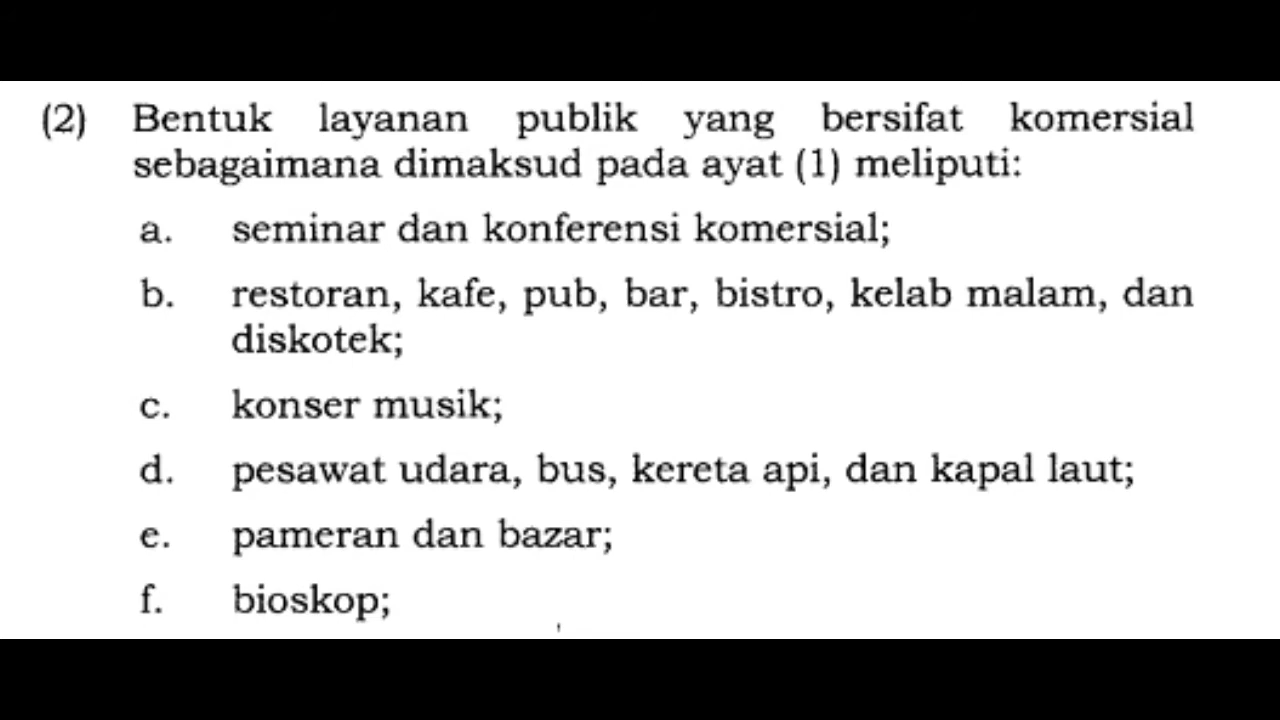 (2) Bentuk layanan publik yang bersifat komersial
sebagaimana dimaksud pada ayat (1) meliputi:
a. seminar dan konferensi komersial;
b. restoran, kafe, pub, bar, bistro, kelab malam, dan
diskotek;
c. konser musik;
d. pesawat udara, bus, kereta api, dan kapal laut;
e. pameran dan bazar;
f. bioskop;